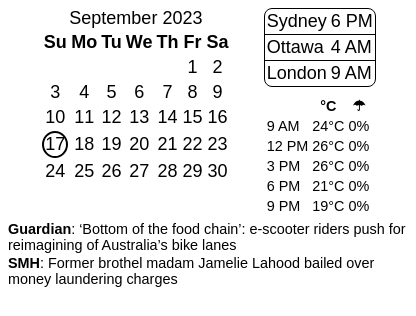 September 2023
Su Mo Tu We Th Fr Sa
1 2
3 4 5 6 7 8 9
10 11 12 13 14 15 16
17 18 19 20 21 22 23
24 25 26 27 28 29 30
Sydney 6 PM
Ottawa 4 AM
London 9 AM
°C ☂
9 AM 24°C 0%
12 PM 26°C 0%
3 PM 26°C 0%
6 PM 21°C 0%
9 PM 19°C 0%
Guardian: ‘Bottom of the food chain’: e-scooter riders push for
reimagining of Australia’s bike lanes
SMH: Former brothel madam Jamelie Lahood bailed over
money laundering charges